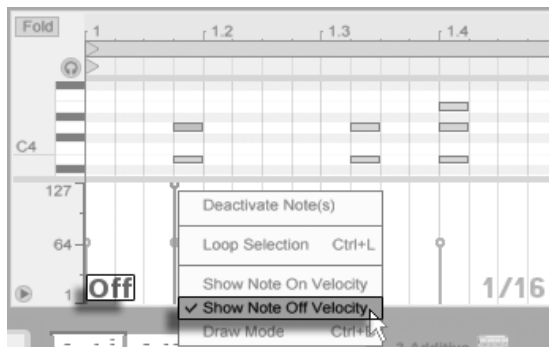 Fold
1 1.2 1.3 1.4
C4
127
Deactivate Note(s)
64
Loop Selection Ctrl+L
Show Note On Velocity
1 Off 1/16
✓ Show Note Off Velocity
Draw Mode